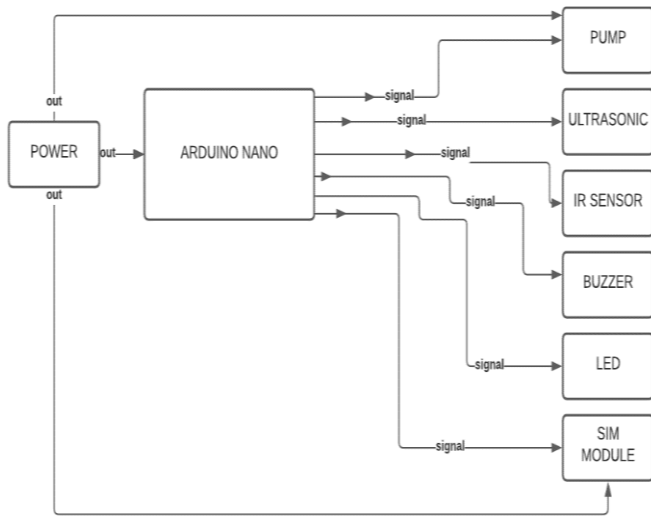 PUMP
out
signal
ULTRASONIC
signal
POWER
out
ARDUINO NANO
signal
out
signal
IR SENSOR
BUZZER
signal
LED
signal
SIM
MODULE